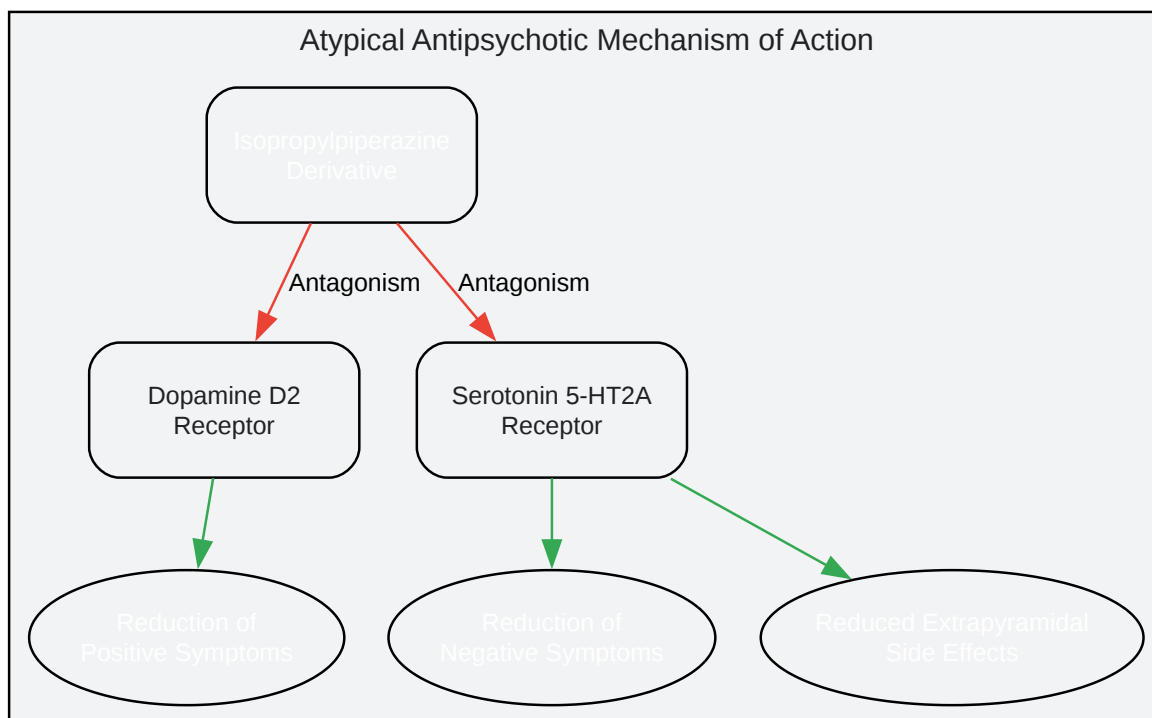 Atypical Antipsychotic Mechanism of Action
Isopropylpiperazine
Derivative
Antagonism
Antagonism
Dopamine D2
Receptor
Serotonin 5-HT2A
Receptor
Reduction of
Positive Symptoms
Reduction of
Negative Symptoms
Reduced Extrapyramidal
Side Effects